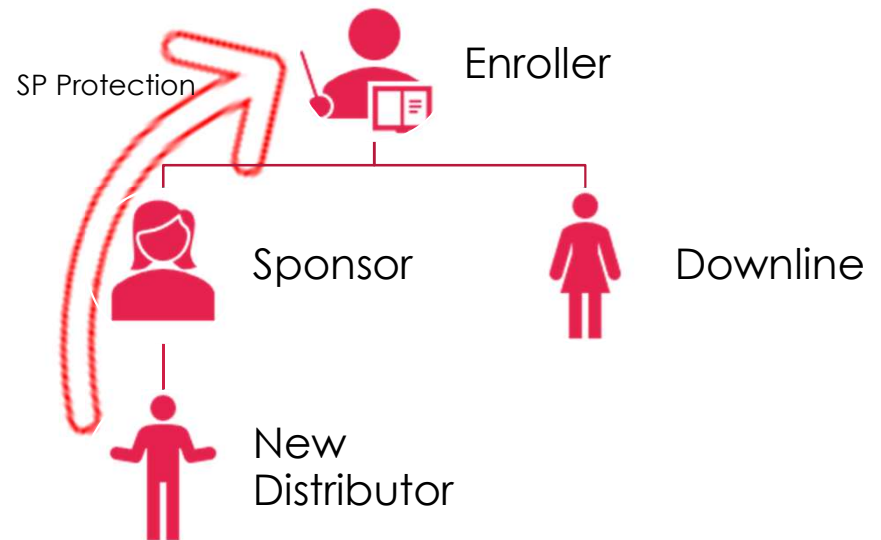 Enroller
SP Protection
Sponsor
Downline
New
Distributor